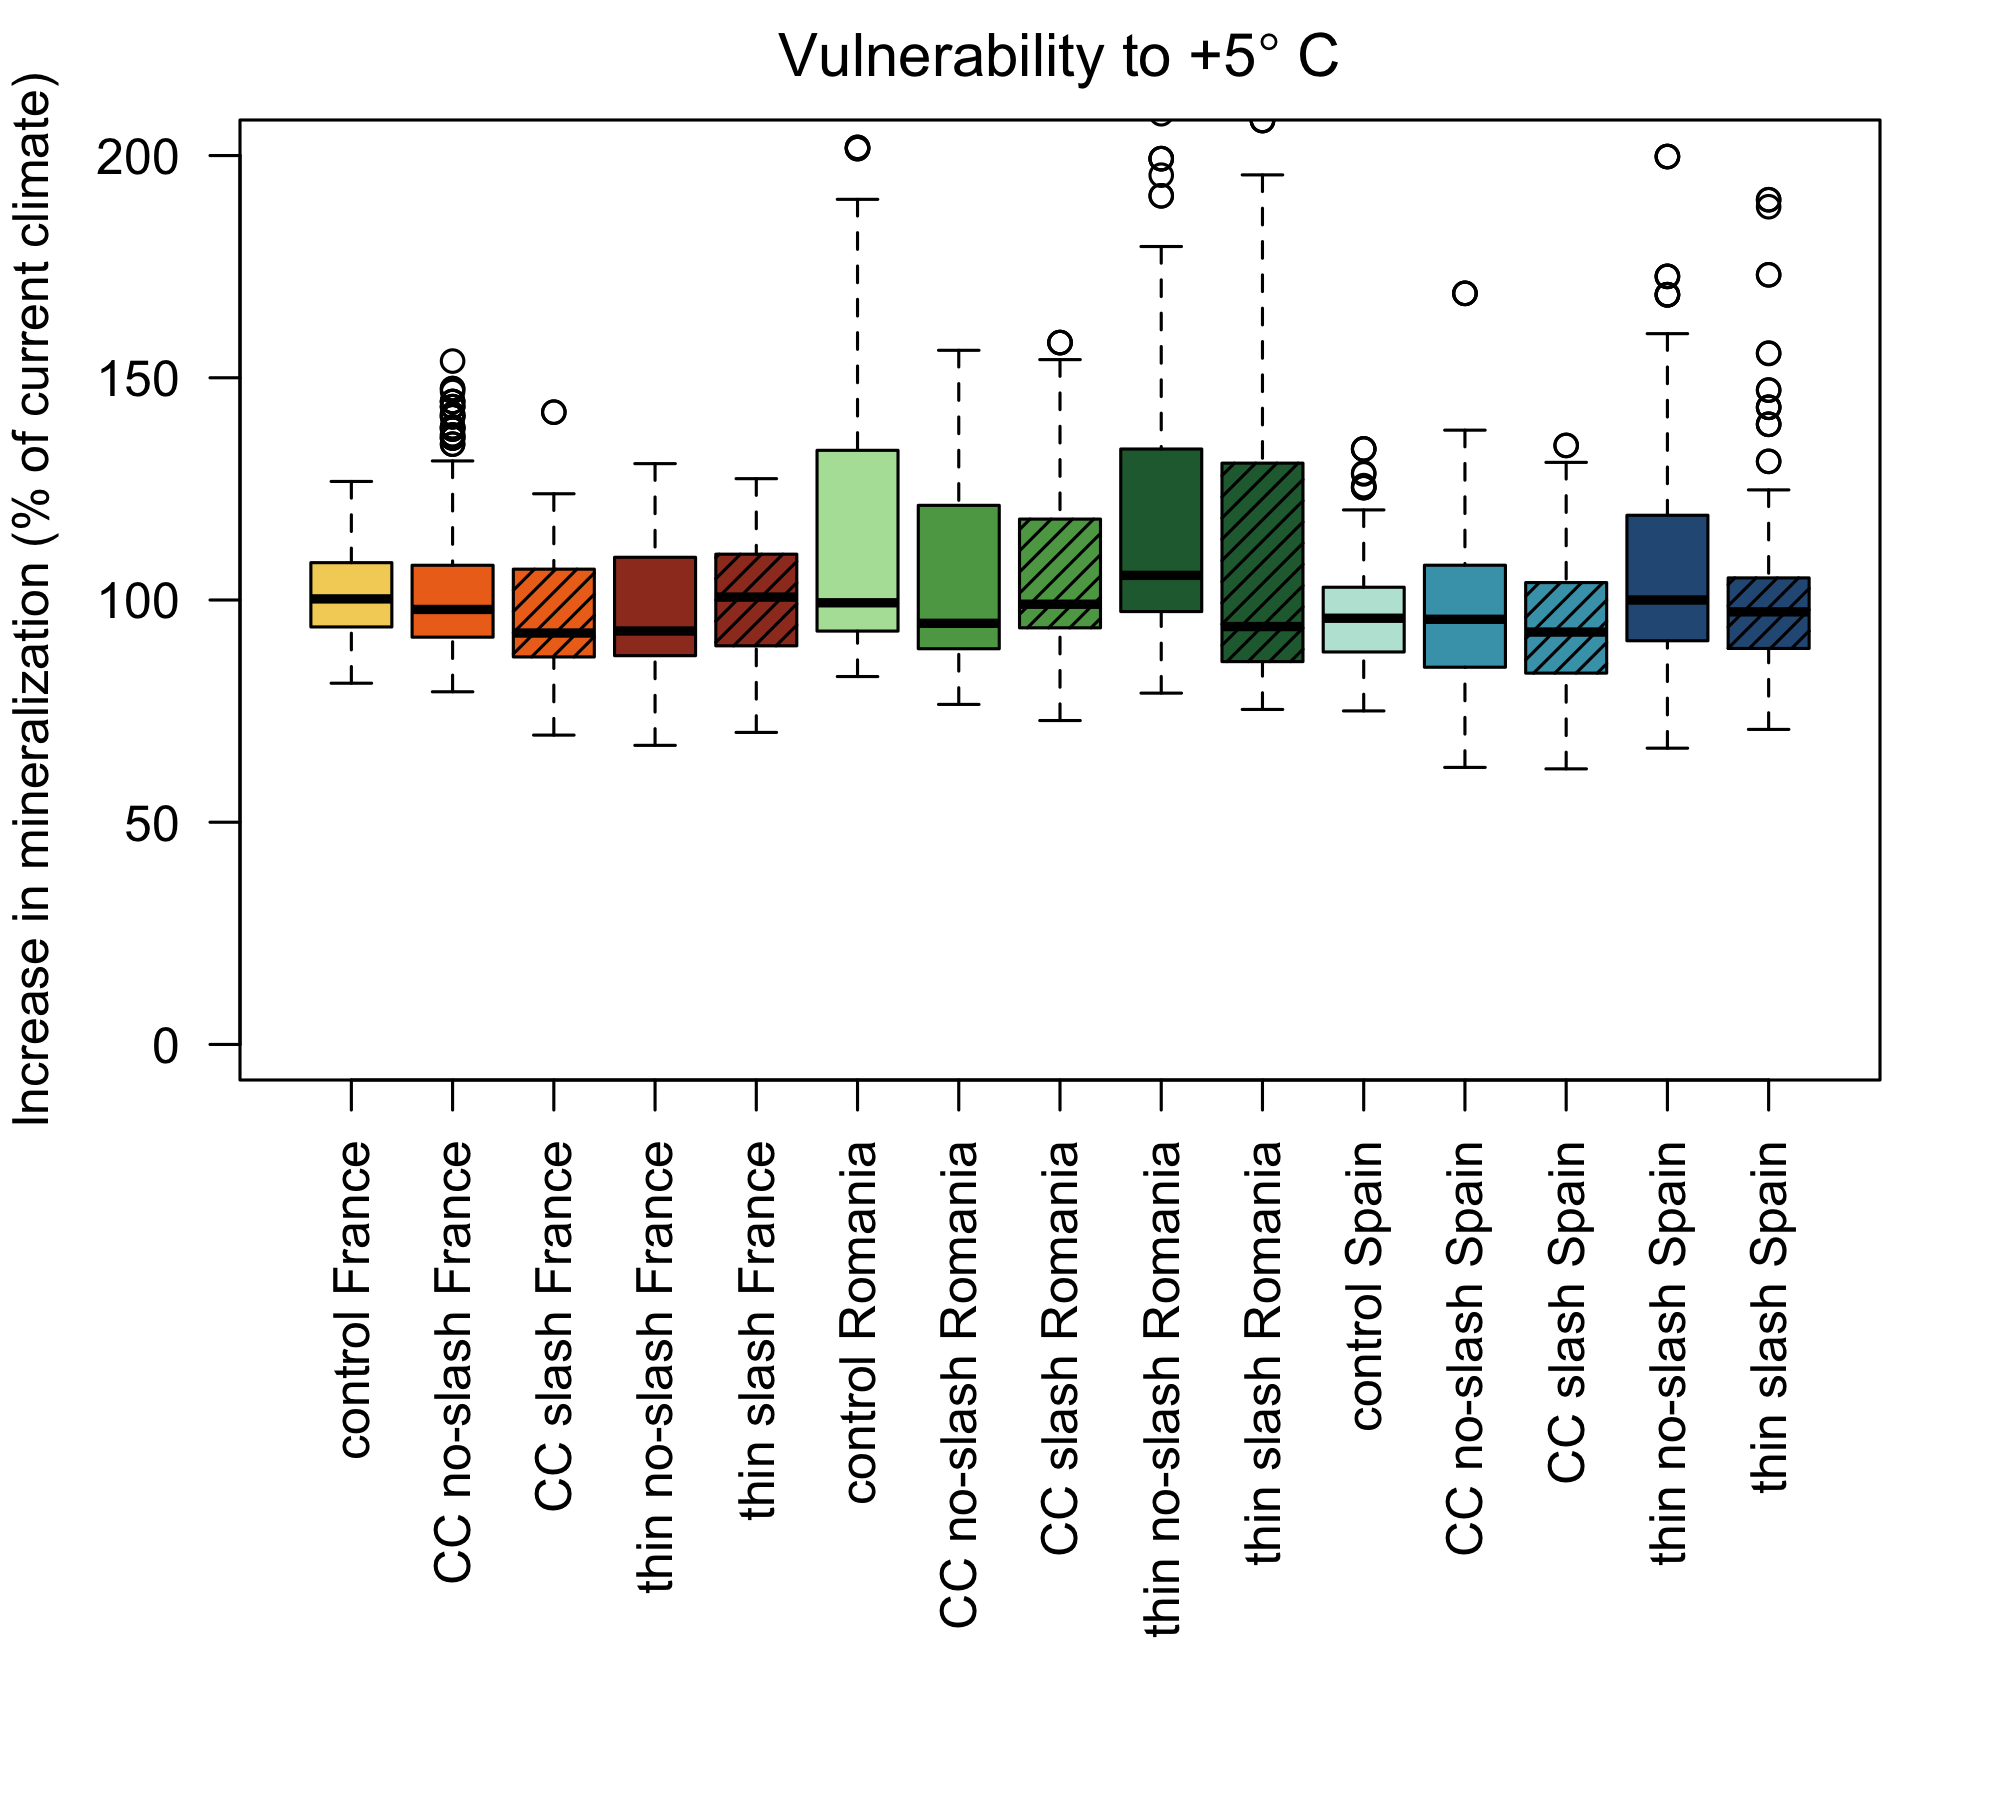 Vulnerability to +5° C
Increase in mineralization (% of current climate)
200
150
100
50
0
control France
CC no-slash France
CC slash France
thin no-slash France
thin slash France
control Romania
CC no-slash Romania
CC slash Romania
thin no-slash Romania
thin slash Romania
control Spain
CC no-slash Spain
CC slash Spain
thin no-slash Spain
thin slash Spain